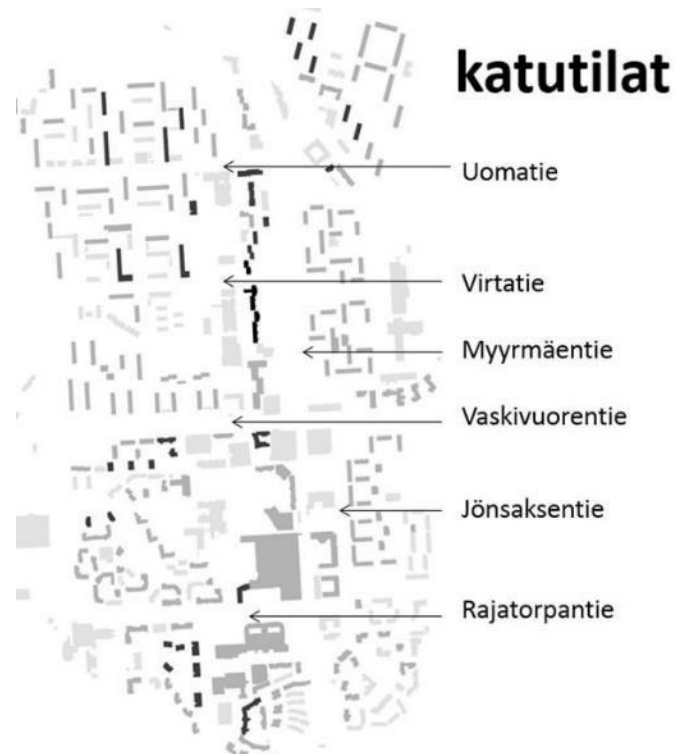 katutilat
Uomatie
Virtatie
Myyrmäentie
Vaskivuorentie
Jönsaksentie
Rajatorpantie